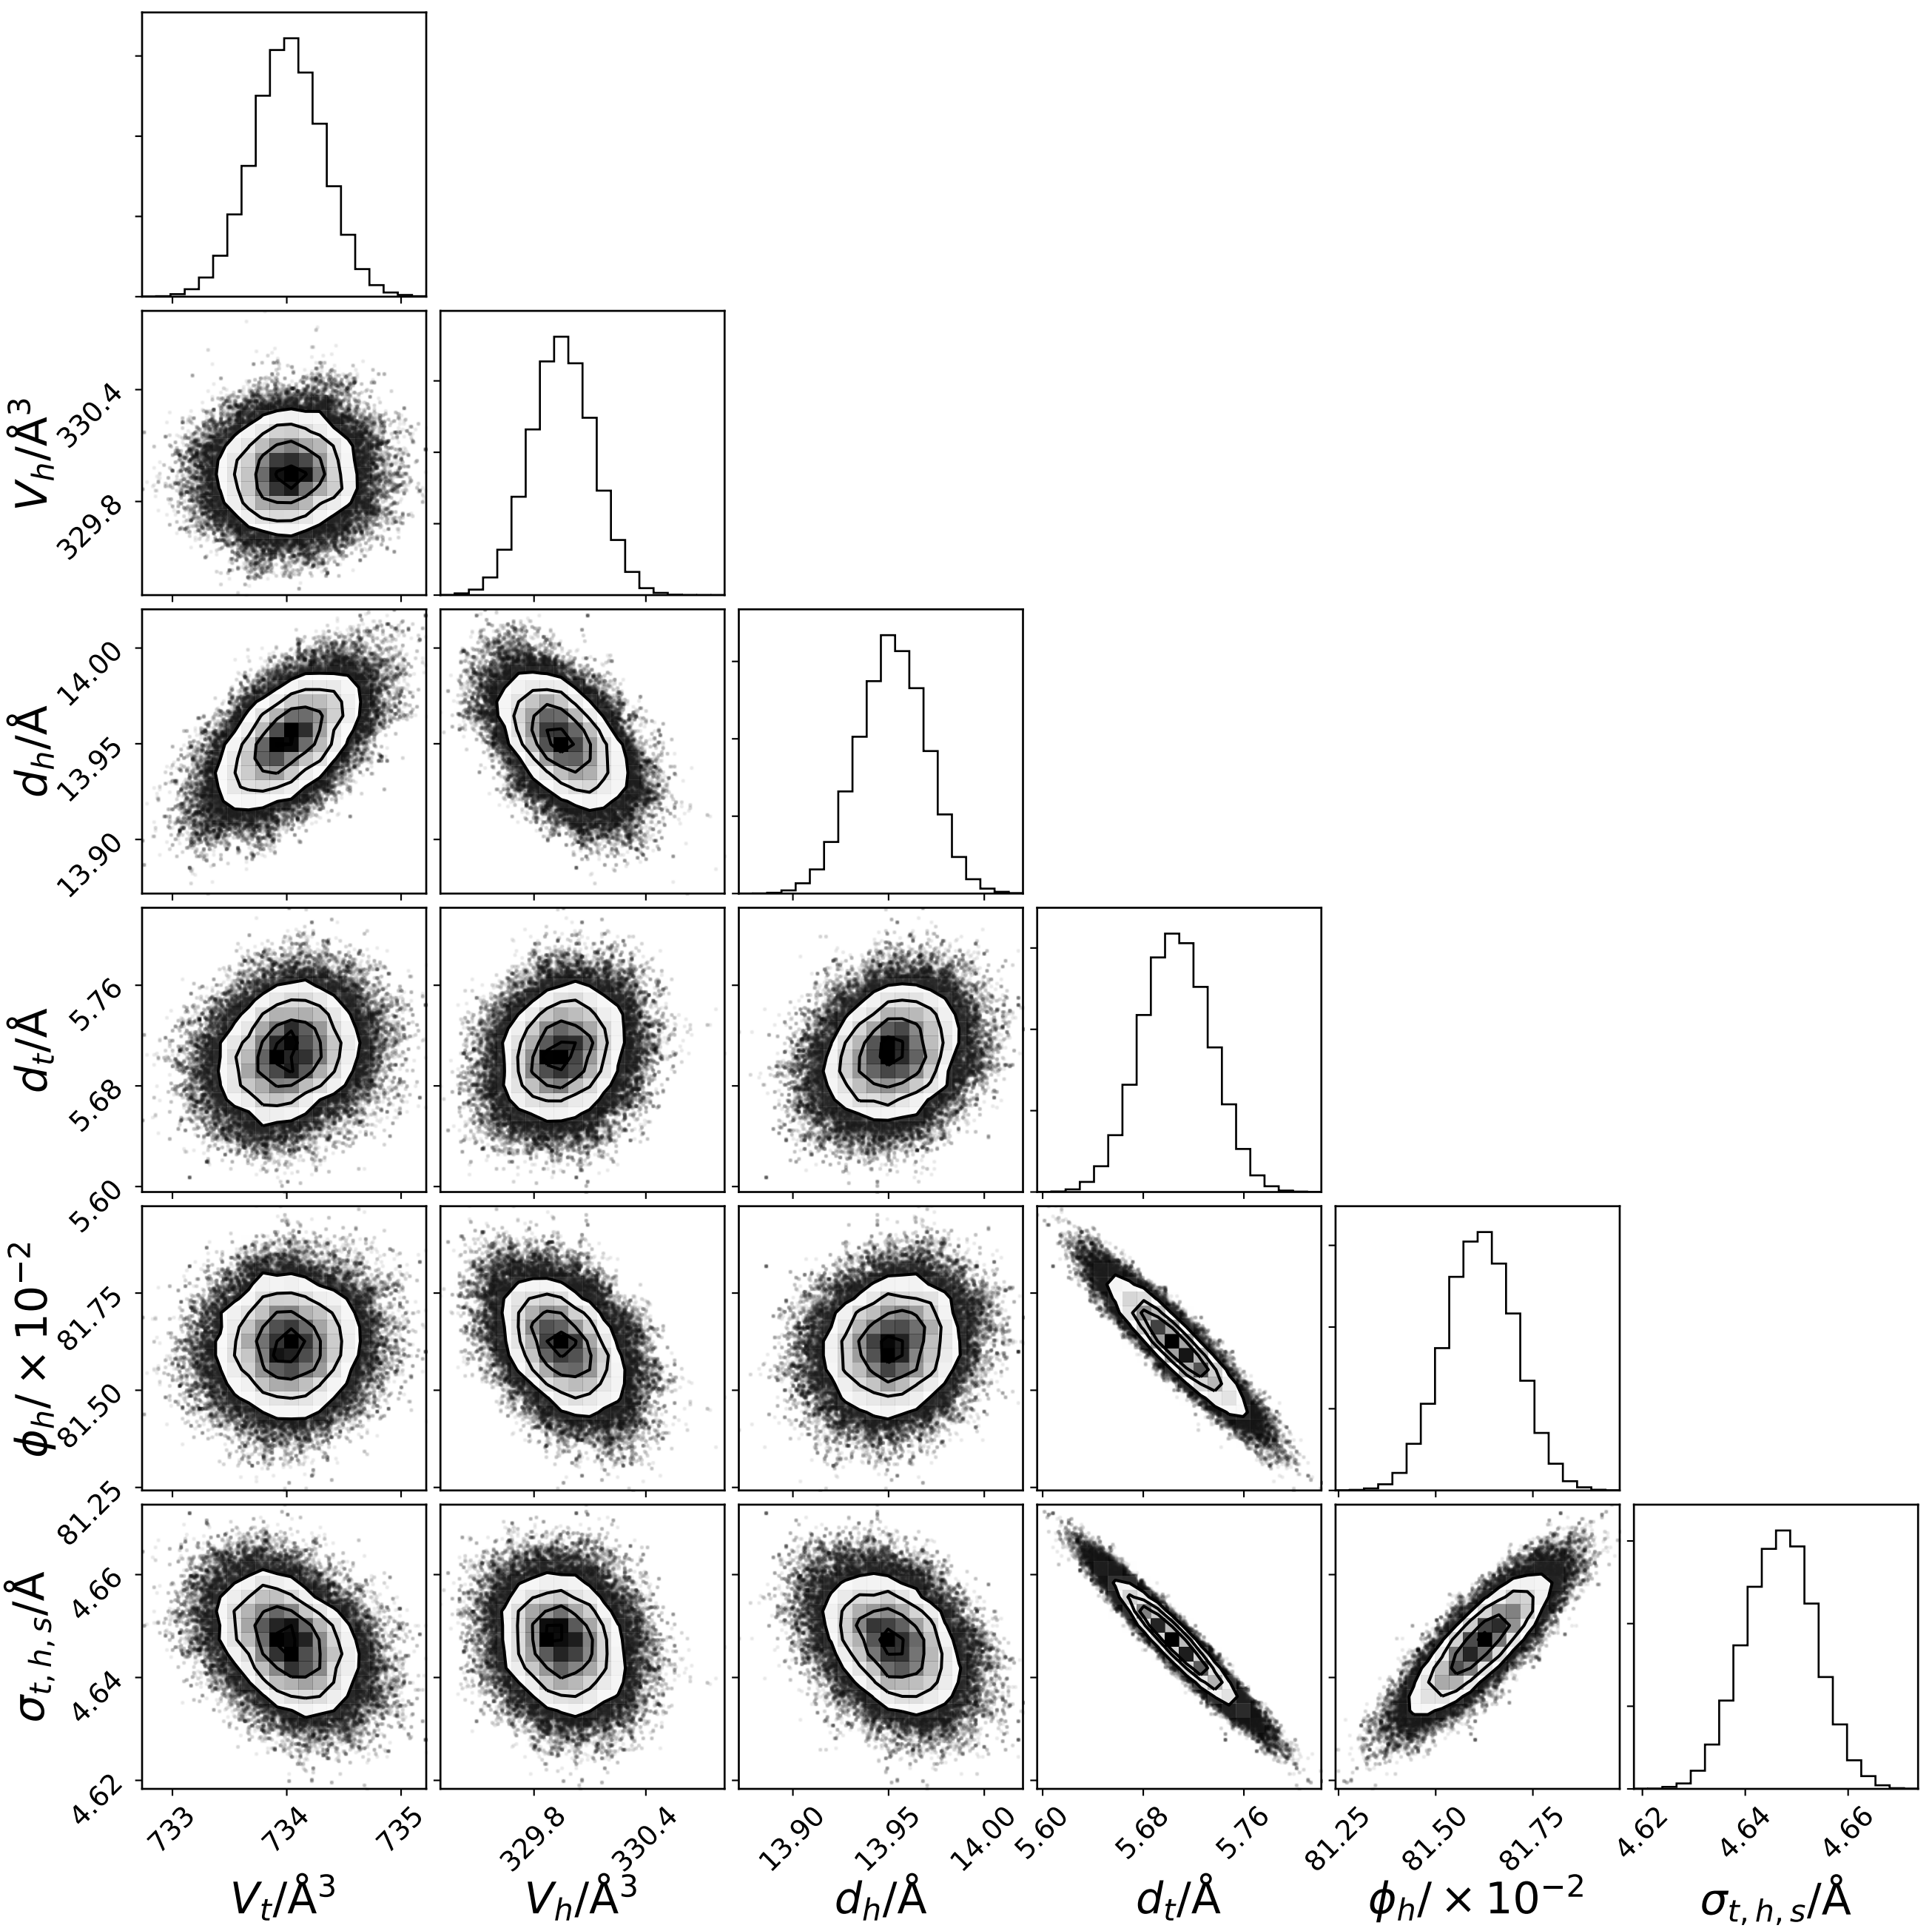 V_h/Å^3
330.4
329.8
d_h/Å
14.00
13.95
13.90
d_t/Å
5.76
5.68
5.60
ϕ_h/ × 10^−2
81.75
81.50
81.25
σ_{t, h, s}/Å
4.66
4.64
4.62
733 734 735 329.8 330.4 13.90 13.95 14.00 5.60 5.68 5.76 81.25 81.50 81.75 4.62 4.64 4.66
V_t/Å^3 V_h/Å^3 d_h/Å d_t/Å ϕ_h/ × 10^−2 σ_{t, h, s}/Å